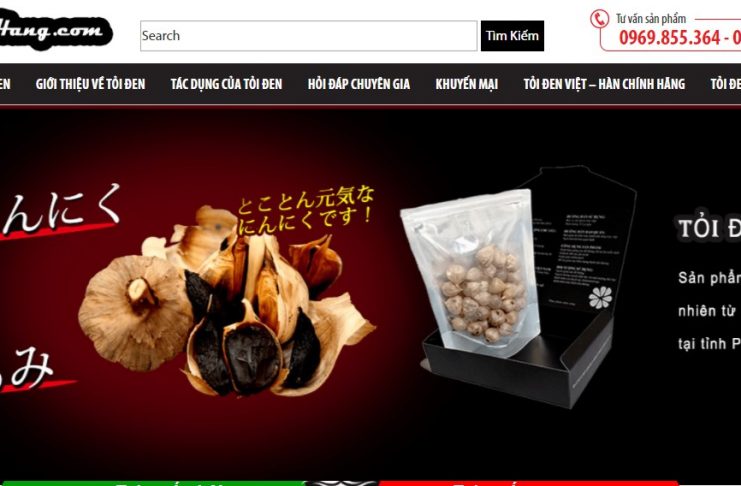 Hang.com
Search
Tìm Kiếm
Tư vấn sản phẩm
0969.855.364 - 0
EN
GIỚI THIỆU VỀ TỎI ĐEN
TÁC DỤNG CỦA TỎI ĐEN
HỎI ĐÁP CHUYÊN GIA
KHUYẾN MẠI
TỎI ĐEN VIỆT – HÀN CHÍNH HÃNG
TỎI ĐE
んにく
とことん元気な
にんにくです！
み
TỎI Đ
Sản phẩm
nhiên từ
tại tỉnh P